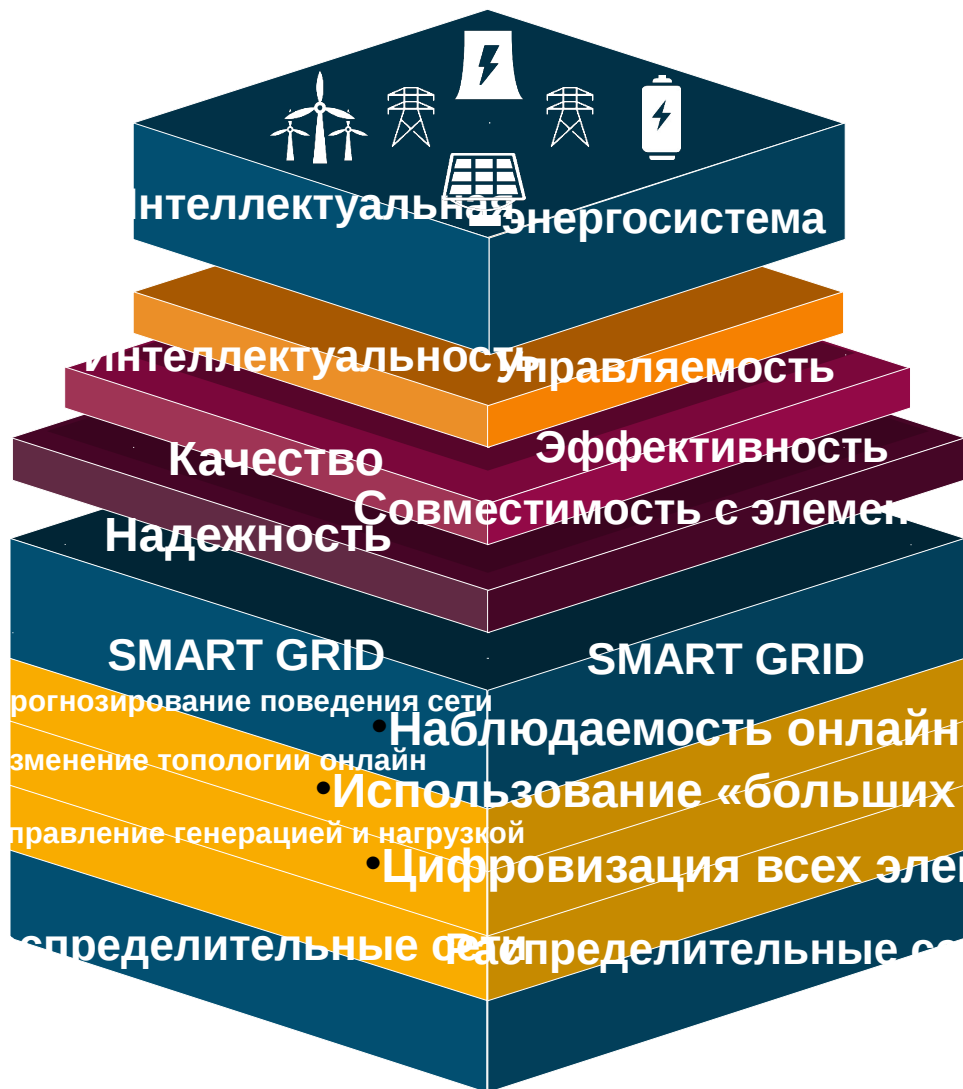 нтеллектуальная
энергосистема
Интеллектуальность
Управляемость
Качество
Эффективность
Надежность
Совместимость с элемен
SMART GRID
SMART GRID
рогнозирование поведения сети
•Наблюдаемость онлайн
зменение топологии онлайн
•Использование «больших
правление генерацией и нагрузкой
•Цифровизация всех эле
спределительные сети
Распределительные се